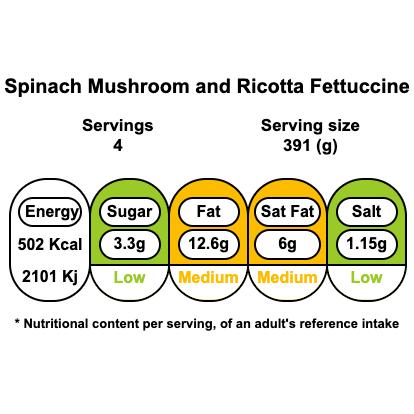 Spinach Mushroom and Ricotta Fettuccine
Servings Serving size
4 391 (g)
Energy Sugar Fat Sat Fat Salt
502 Kcal 3.3g 12.6g 6g 1.15g
2101 Kj Low Medium Medium Low
* Nutritional content per serving, of an adult's reference intake